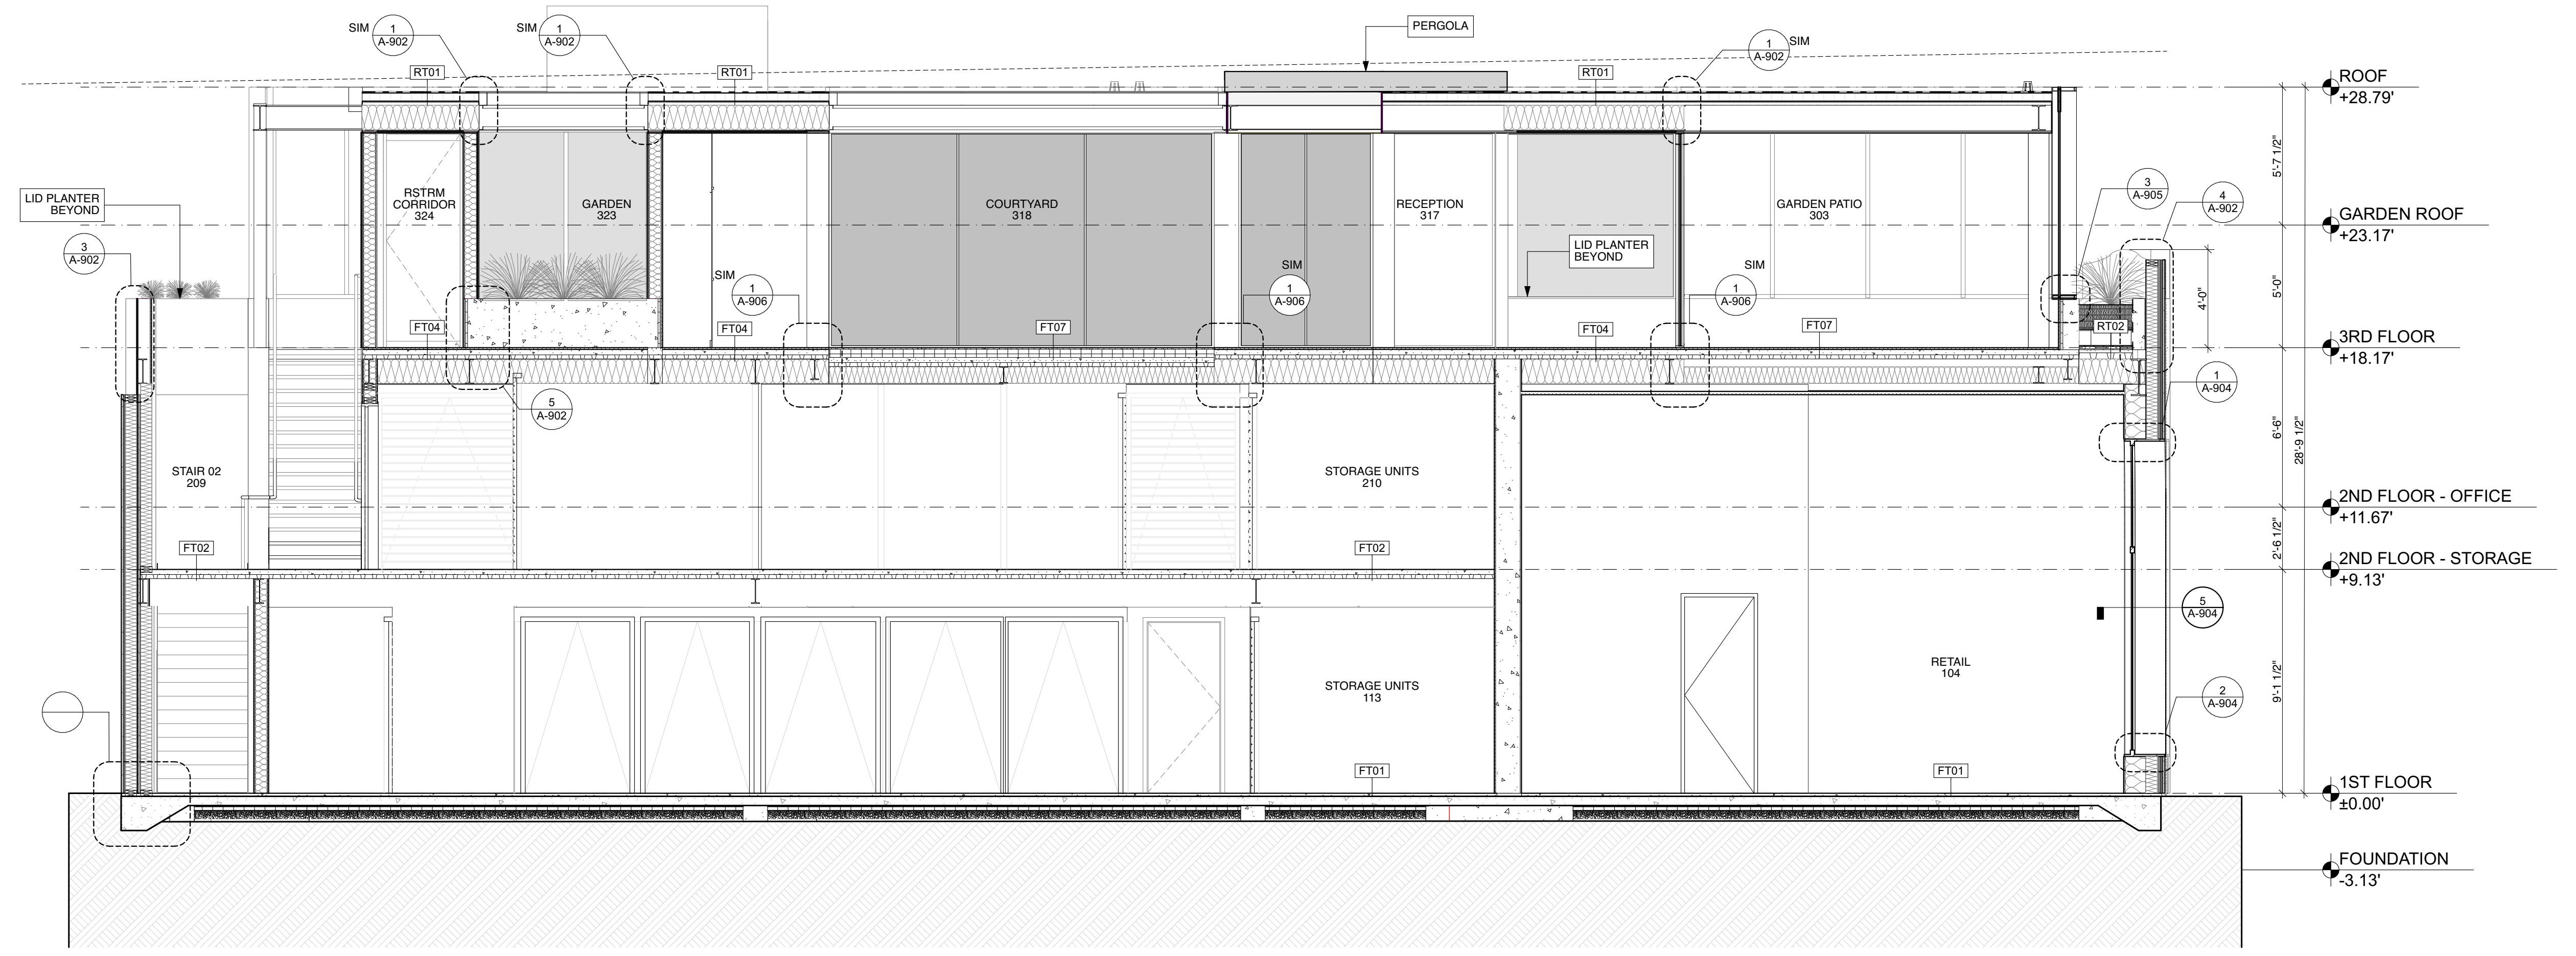 SIM
1
A-902
SIM
1
A-902
PERGOLA
1
A-902
SIM
RT01
RT01
RT01
ROOF
+28.79'
5'-7 1/2"
LID PLANTER
BEYOND
RSTRM
CORRIDOR
324
GARDEN
323
COURTYARD
318
RECEPTION
317
GARDEN PATIO
303
3
A-905
4
A-902
GARDEN ROOF
+23.17'
3
A-902
LID PLANTER
BEYOND
SIM
1
A-906
SIM
1
A-906
SIM
1
A-906
4'-0"
5'-0"
FT04
FT04
FT07
FT04
FT07
RT02
3RD FLOOR
+18.17'
5
A-902
1
A-904
6'-6"
28'-9 1/2"
STAIR 02
209
STORAGE UNITS
210
2ND FLOOR - OFFICE
+11.67'
2'-6 1/2"
FT02
FT02
2ND FLOOR - STORAGE
+9.13'
5
A-904
STORAGE UNITS
113
RETAIL
104
2
A-904
9'-1 1/2"
FT01
FT01
1ST FLOOR
±0.00'
FOUNDATION
-3.13'